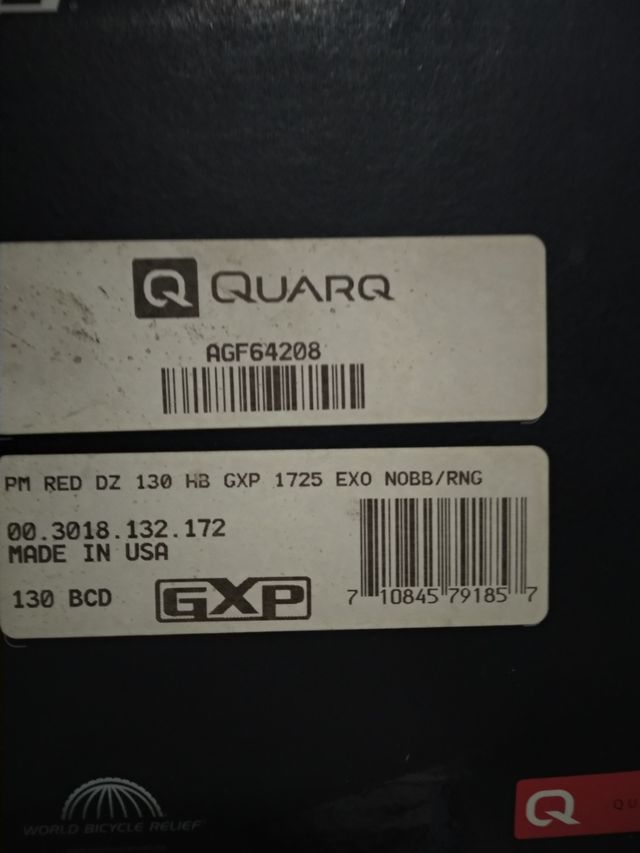 QUARQ
AGF64208
PM RED DZ 130 HB GXP 1725 EXO NOBB/RNG
00.3018.132.172
MADE IN USA
130 BCD
GXP
7 10845 79185 7
WORLD BICYCLE RELIEF
QU